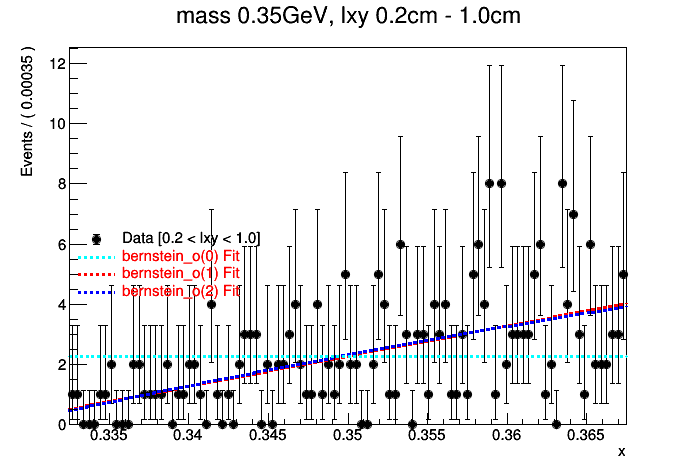 mass 0.35GeV, lxy 0.2cm - 1.0cm
Events / ( 0.00035 )
12
10
8
6
4
2
0
Data [0.2 < lxy < 1.0]
bernstein_o(0) Fit
bernstein_o(1) Fit
bernstein_o(2) Fit
0.335 0.34 0.345 0.35 0.355 0.36 0.365
x